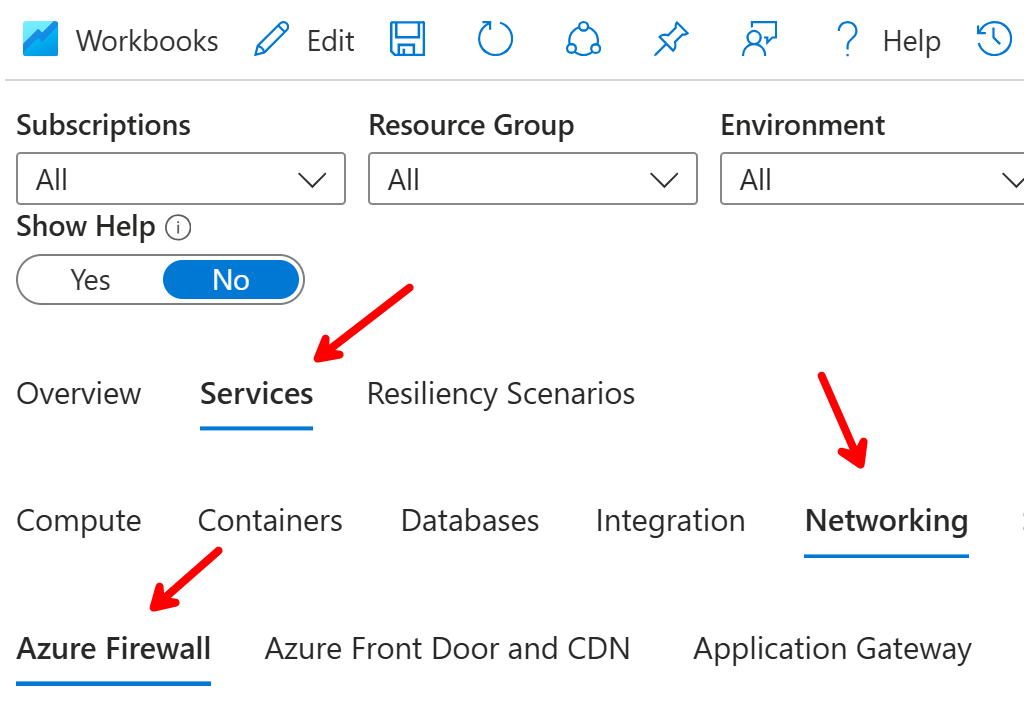 Workbooks Edit Help
Subscriptions Resource Group Environment
All All All
Show Help
Yes No
Overview Services Resiliency Scenarios
Compute Containers Databases Integration Networking
Azure Firewall Azure Front Door and CDN Application Gateway